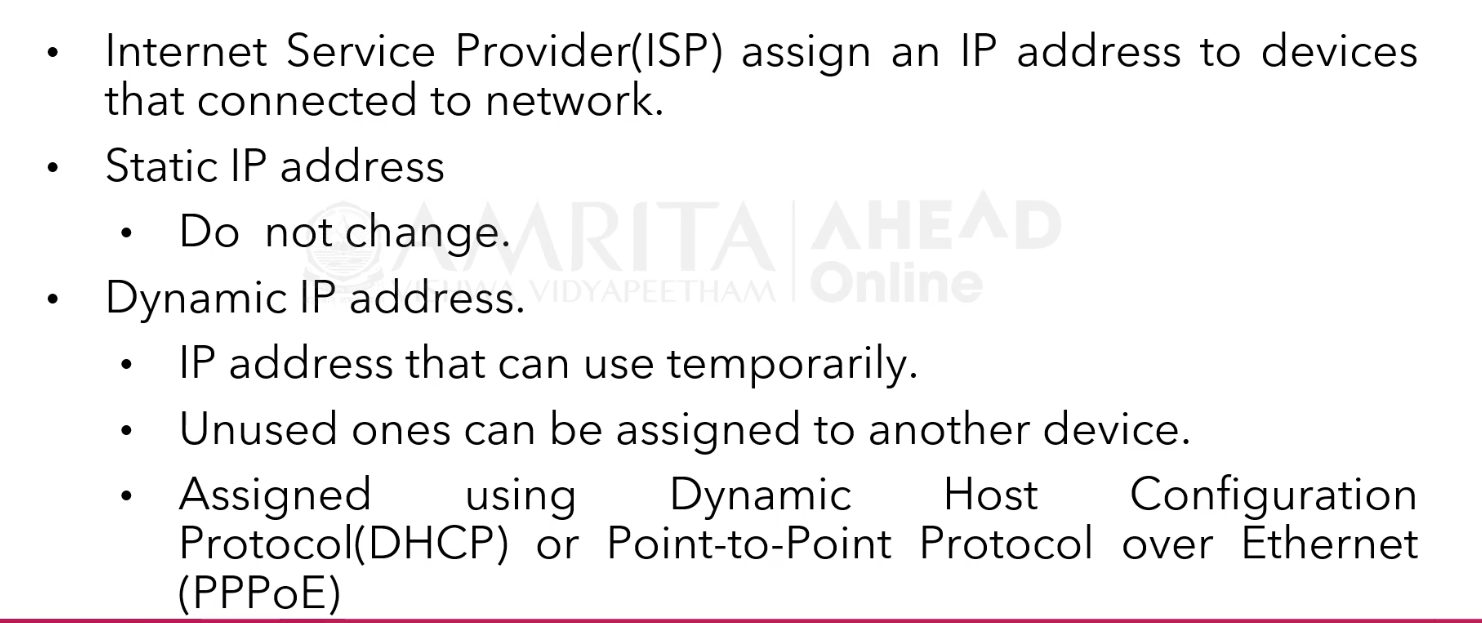 • Internet Service Provider(ISP) assign an IP address to devices
that connected to network.
• Static IP address
• Do not change.
• Dynamic IP address.
• IP address that can use temporarily.
• Unused ones can be assigned to another device.
• Assigned using Dynamic Host Configuration
Protocol(DHCP) or Point-to-Point Protocol over Ethernet
(PPPoE)
AMRITA
VISHWA VIDYAPEETHAM
AHEAD
Online